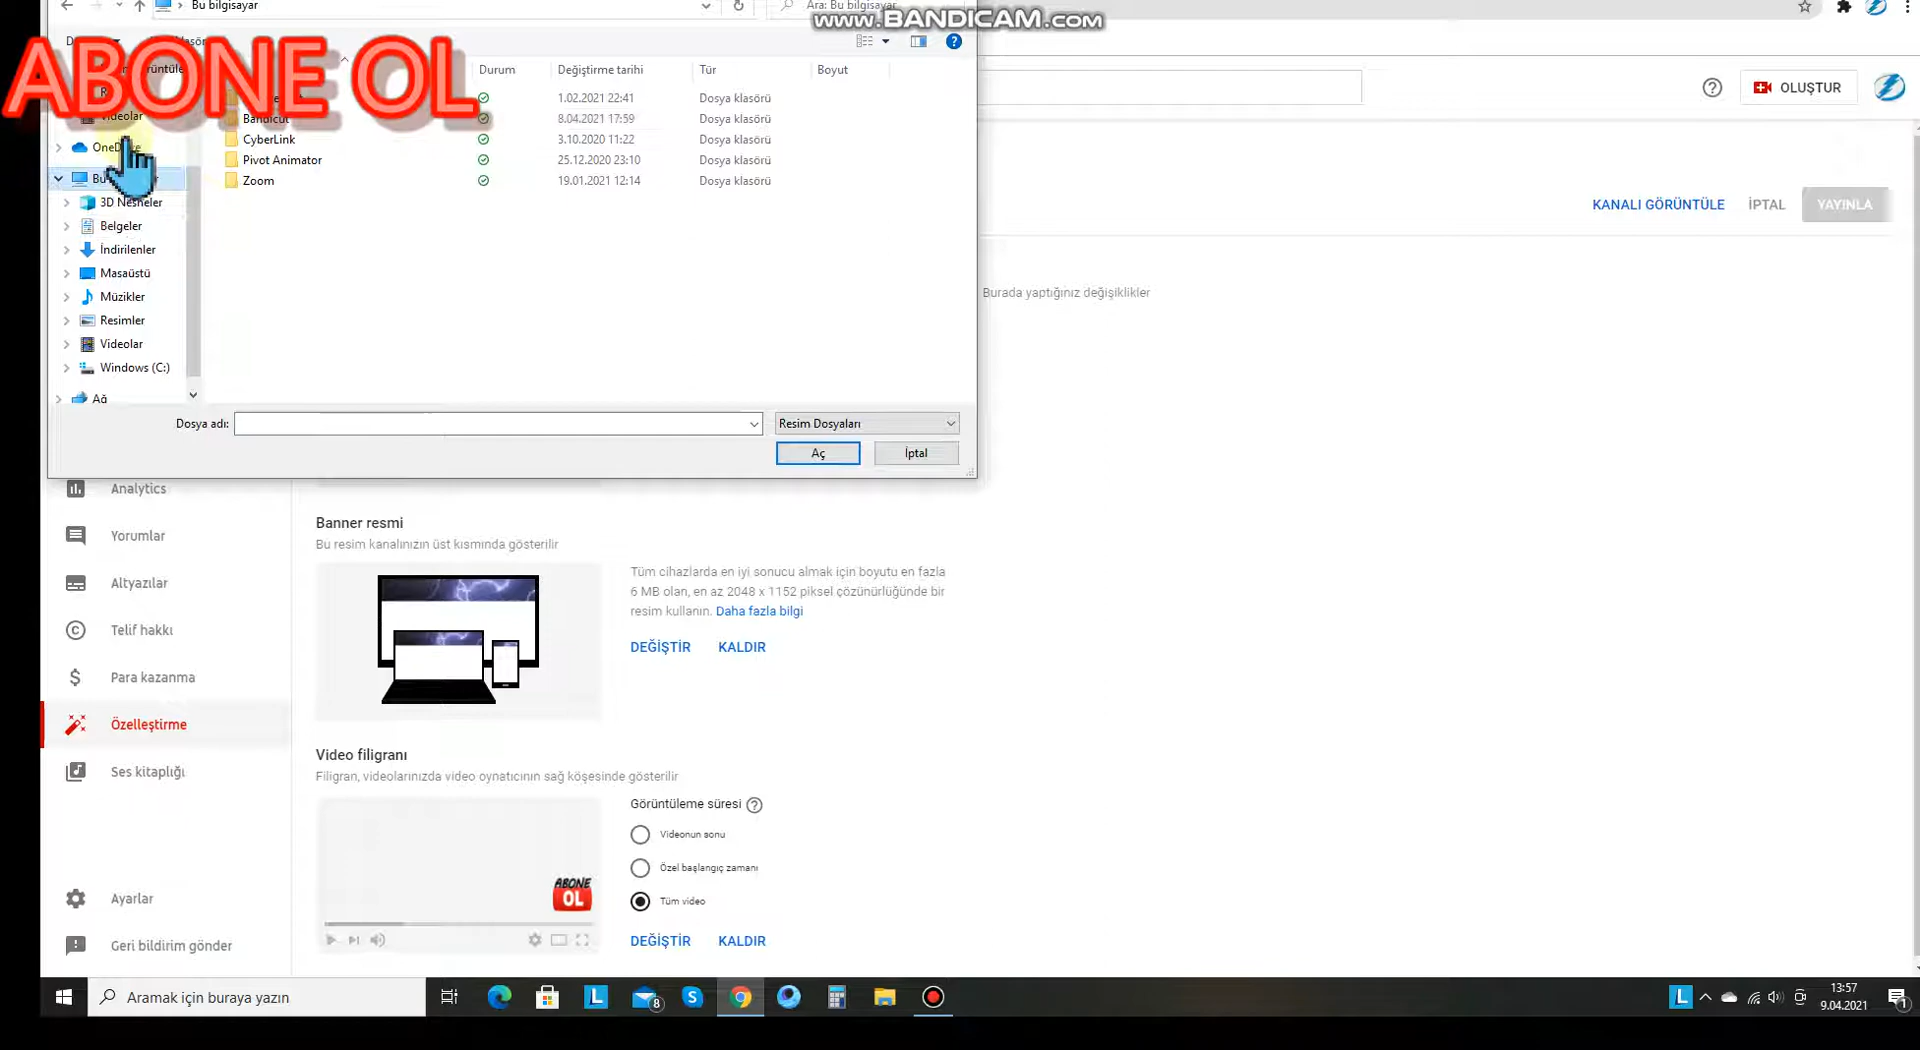 Bu bilgisayar
Ara: Bu bilgisayar
www.BANDICAM.com
ABONE OL
Durum
Değiştirme tarihi
Tür
Boyut
1.02.2021 22:41
Dosya klasörü
Videolar
Bandicut
8.04.2021 17:59
Dosya klasörü
CyberLink
3.10.2020 11:22
Dosya klasörü
OneDrive
Pivot Animator
25.12.2020 23:10
Dosya klasörü
Zoom
19.01.2021 12:14
Dosya klasörü
3D Nesneler
Belgeler
İndirilenler
Masaüstü
Müzikler
Resimler
Videolar
Windows (C:)
Ağ
Dosya adı:
Resim Dosyaları
Aç
İptal
OLUŞTUR
KANALI GÖRÜNTÜLE
İPTAL
YAYINLA
Burada yaptığınız değişiklikler
Analytics
Yorumlar
Altyazılar
Telif hakkı
Para kazanma
Özelleştirme
Ses kitaplığı
Ayarlar
Geri bildirim gönder
Banner resmi
Bu resim kanalınızın üst kısmında gösterilir
Tüm cihazlarda en iyi sonucu almak için boyutu en fazla
6 MB olan, en az 2048 x 1152 piksel çözünürlüğünde bir
resim kullanın. Daha fazla bilgi
DEĞİŞTİR
KALDIR
Video filigranı
Filigran, videolarınızda video oynatıcının sağ köşesinde gösterilir
ABONE
OL
Görüntüleme süresi
Videonun sonu
Özel başlangıç zamanı
Tüm video
DEĞİŞTİR
KALDIR
Aramak için buraya yazın
L
8
L
13:57
9.04.2021
1